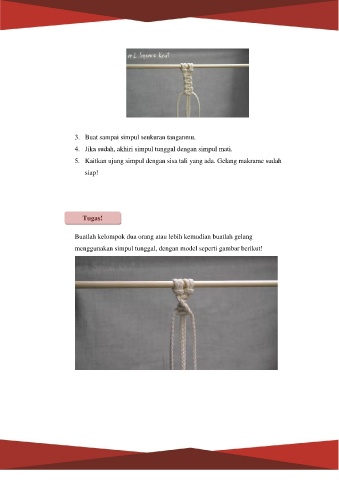 Square Knot
3. Buat sampai simpul seukuran tanganmu.
4. Jika sudah, akhiri simpul tunggal dengan simpul mati.
5. Kaitkan ujung simpul dengan sisa tali yang ada. Gelang makrame sudah
siap!
Tugas!
Buatlah kelompok dua orang atau lebih kemudian buatlah gelang
menggunakan simpul tunggal, dengan model seperti gambar berikut!